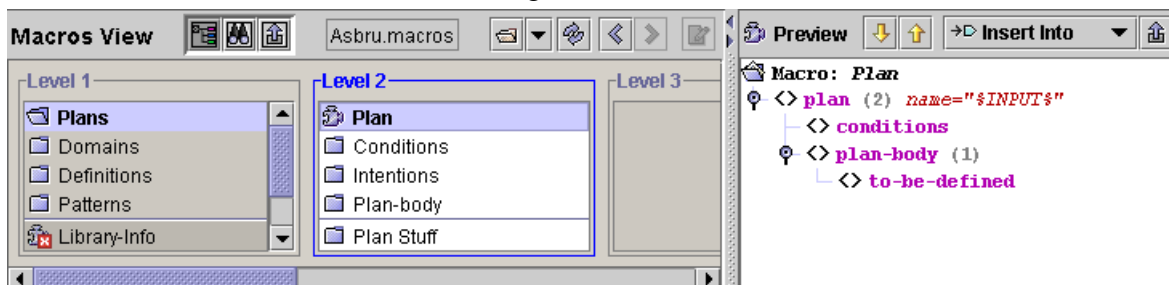 Macros View
Asbru.macros
Level 1
Plans
Domains
Definitions
Patterns
Library-Info
Level 2
Plan
Conditions
Intentions
Plan-body
Plan Stuff
Level 3
Preview
Insert Into
Macro: Plan
<> plan (2) name="$INPUT$"
<> conditions
<> plan-body (1)
<> to-be-defined